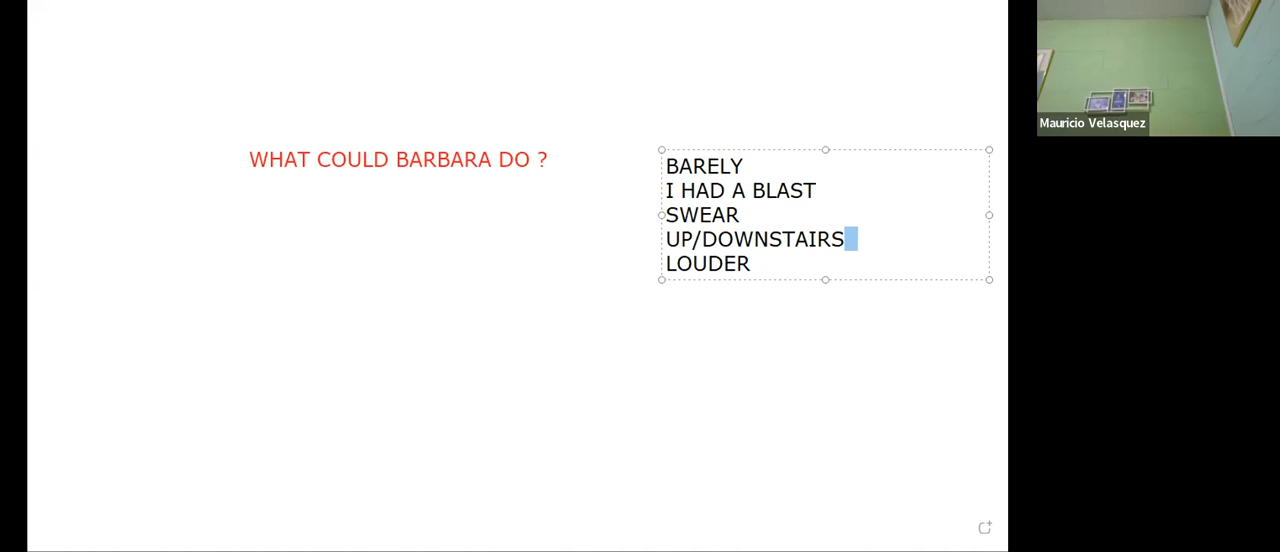 WHAT COULD BARBARA DO ?
BARELY
I HAD A BLAST
SWEAR
UP/DOWNSTAIRS
LOUDER
Mauricio Velasquez